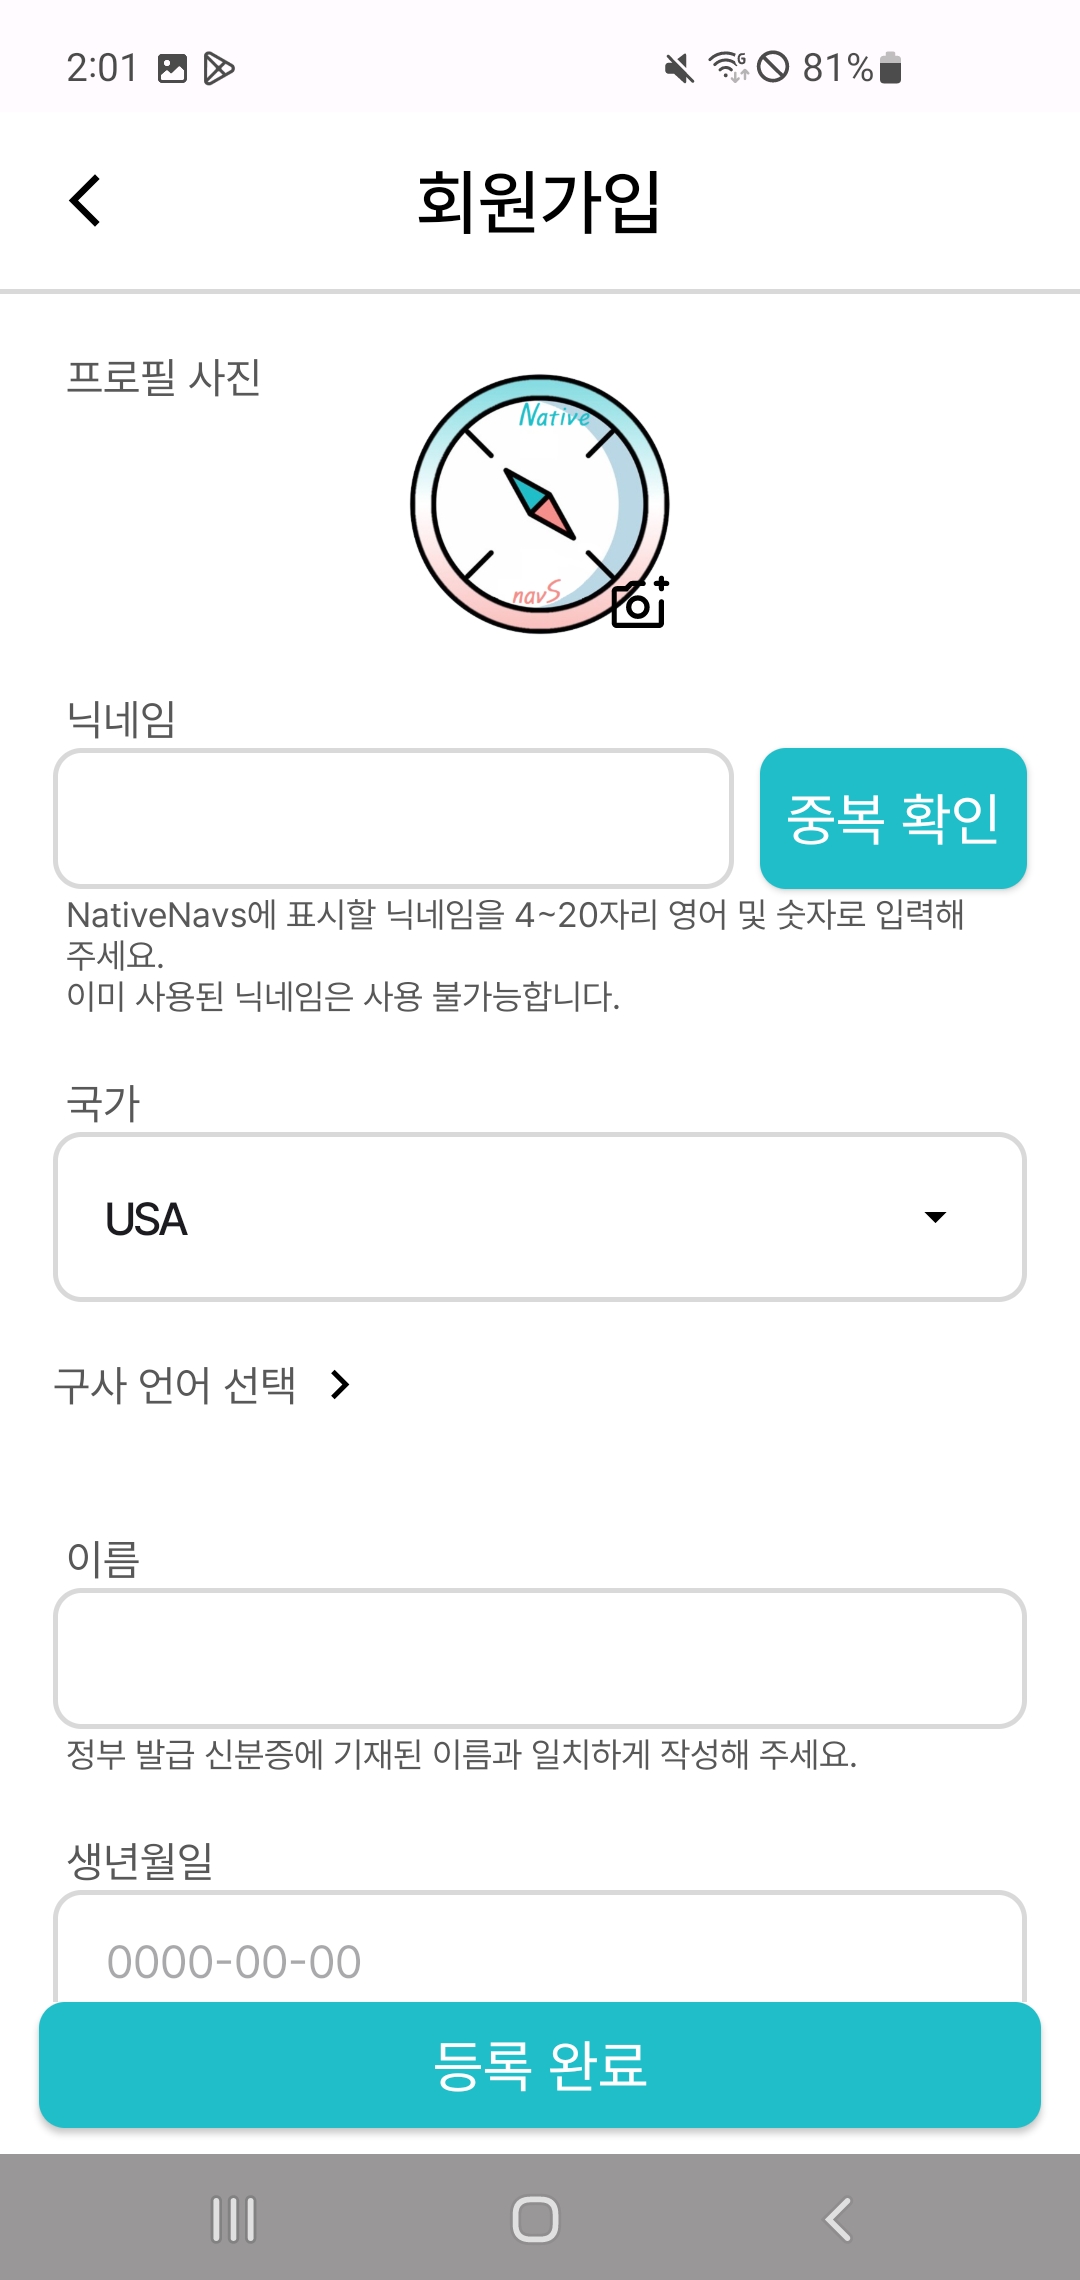 2:01
81%
회원가입
프로필 사진
Native
navS
닉네임
중복 확인
NativeNavs에 표시할 닉네임을 4~20자리 영어 및 숫자로 입력해
주세요.
이미 사용된 닉네임은 사용 불가능합니다.
국가
USA
구사 언어 선택
이름
정부 발급 신분증에 기재된 이름과 일치하게 작성해 주세요.
생년월일
0000-00-00
등록 완료